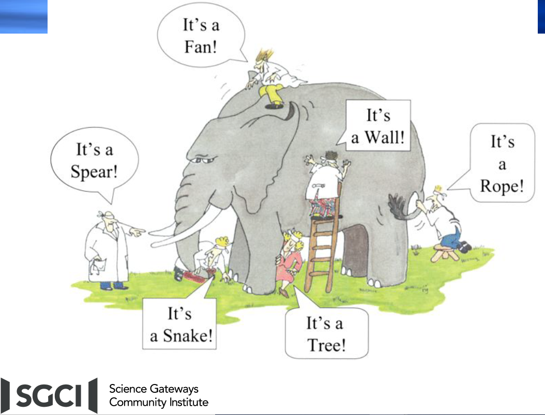 It's a
Fan!
It's
a Wall!
It's
a
Rope!
It's a
Spear!
It's
a Snake!
It's a
Tree!
SGCI
Science Gateways
Community Institute